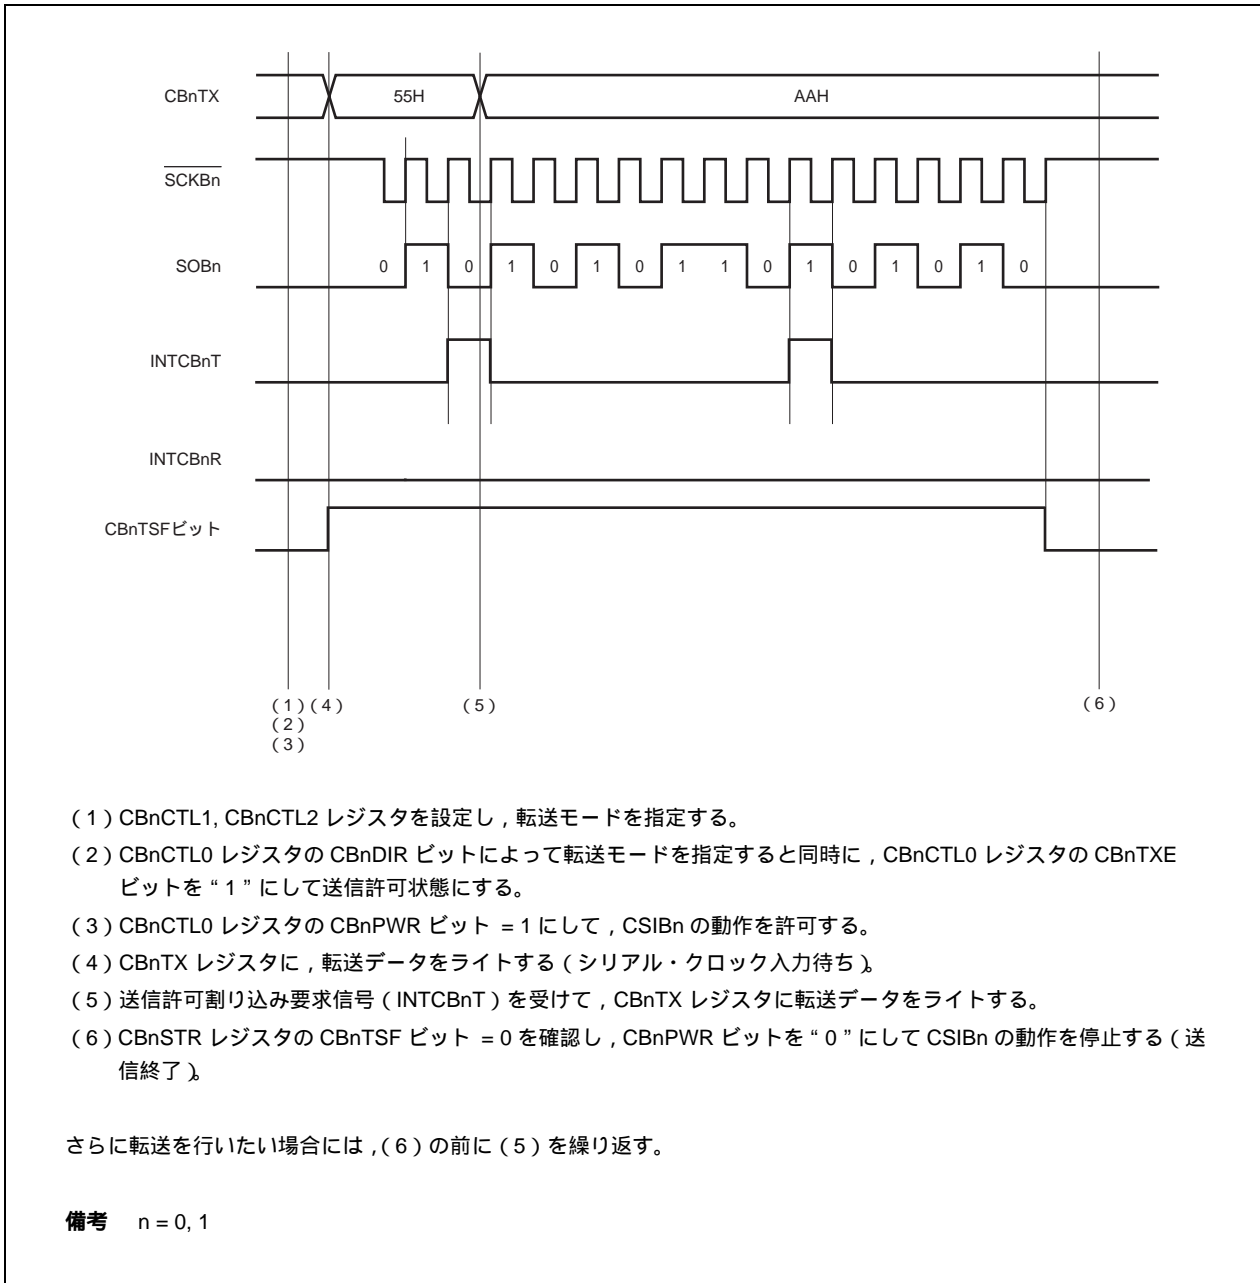 CBnTX 55H AAH
SCKBn
SOBn 0 1 0 1 0 1 0 1 1 0 1 0 1 0 1 0
INTCBnT
INTCBnR
CBnTSFビット
(1)(4) (5) (6)
(2)
(3)
(1)CBnCTL1, CBnCTL2 レジスタを設定し,転送モードを指定する。
(2)CBnCTL0 レジスタの CBnDIR ビットによって転送モードを指定すると同時に,CBnCTL0 レジスタの CBnTXE
ビットを“1”にして送信許可状態にする。
(3)CBnCTL0 レジスタの CBnPWR ビット = 1 にして,CSIBn の動作を許可する。
(4)CBnTX レジスタに,転送データをライトする(シリアル・クロック入力待ち)。
(5)送信許可割り込み要求信号(INTCBnT)を受けて,CBnTX レジスタに転送データをライトする。
(6)CBnSTR レジスタの CBnTSF ビット = 0 を確認し,CBnPWR ビットを“0”にして CSIBn の動作を停止する(送
信終了)。
さらに転送を行いたい場合には,(6)の前に(5)を繰り返す。
備考 n = 0, 1